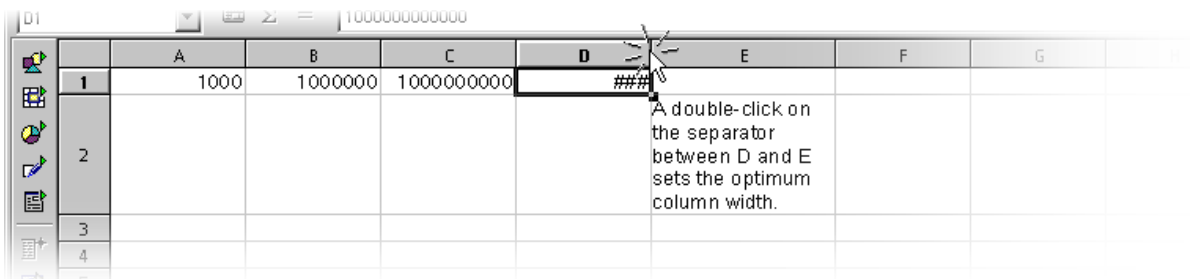 D1 Σ = 1000000000000
A B C D E F G H
1 1000 1000000 1000000000 ###
2 A double-click on
the separator
between D and E
sets the optimum
column width.
3
4